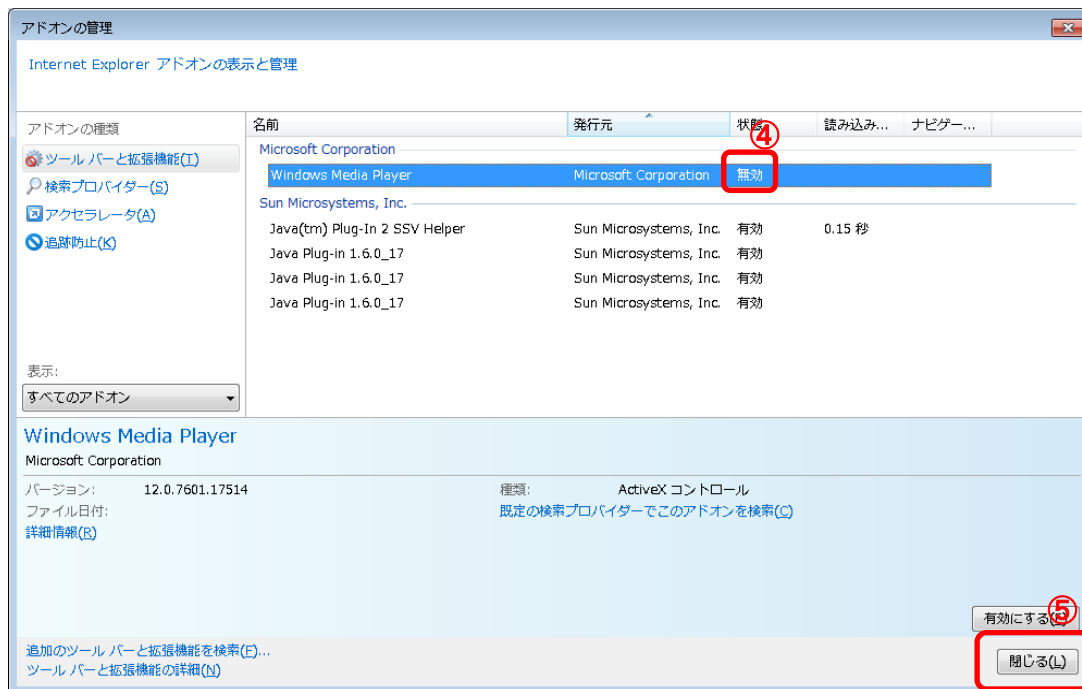 アドオンの管理
Internet Explorer アドオンの表示と管理
アドオンの種類
ツール バーと拡張機能(T)
検索プロバイダー(S)
アクセラレータ(A)
追跡防止(K)
表示:
すべてのアドオン
名前 発行元 状態 読み込み... ナビゲー...
④
Microsoft Corporation
Windows Media Player Microsoft Corporation 無効
Sun Microsystems, Inc.
Java(tm) Plug-In 2 SSV Helper Sun Microsystems, Inc. 有効 0.15 秒
Java Plug-in 1.6.0_17 Sun Microsystems, Inc. 有効
Java Plug-in 1.6.0_17 Sun Microsystems, Inc. 有効
Java Plug-in 1.6.0_17 Sun Microsystems, Inc. 有効
Windows Media Player
Microsoft Corporation
バージョン: 12.0.7601.17514 種類: ActiveX コントロール
ファイル日付: 既定の検索プロバイダーでこのアドオンを検索(C)
詳細情報(R)
有効にする
⑤
追加のツール バーと拡張機能を検索(F)...
ツール バーと拡張機能の詳細(N)
閉じる(L)